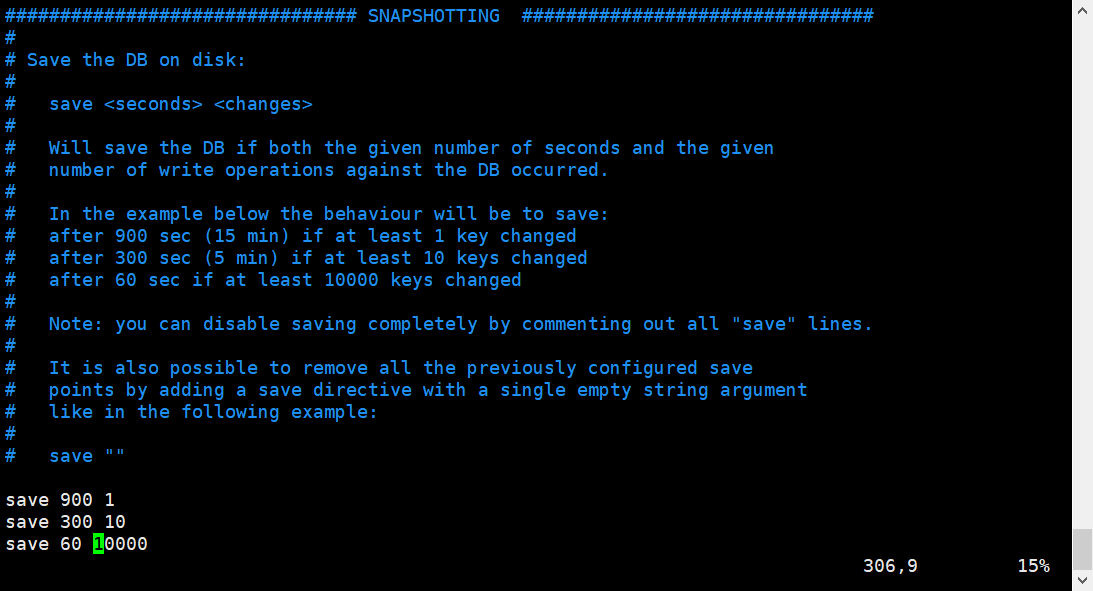 ################################ SNAPSHOTTING  ################################
#
# Save the DB on disk:
#
#   save <seconds> <changes>
#
#   Will save the DB if both the given number of seconds and the given
#   number of write operations against the DB occurred.
#
#   In the example below the behaviour will be to save:
#   after 900 sec (15 min) if at least 1 key changed
#   after 300 sec (5 min) if at least 10 keys changed
#   after 60 sec if at least 10000 keys changed
#
#   Note: you can disable saving completely by commenting out all "save" lines.
#
#   It is also possible to remove all the previously configured save
#   points by adding a save directive with a single empty string argument
#   like in the following example:
#
#   save ""

save 900 1
save 300 10
save 60 10000
306,9 15%